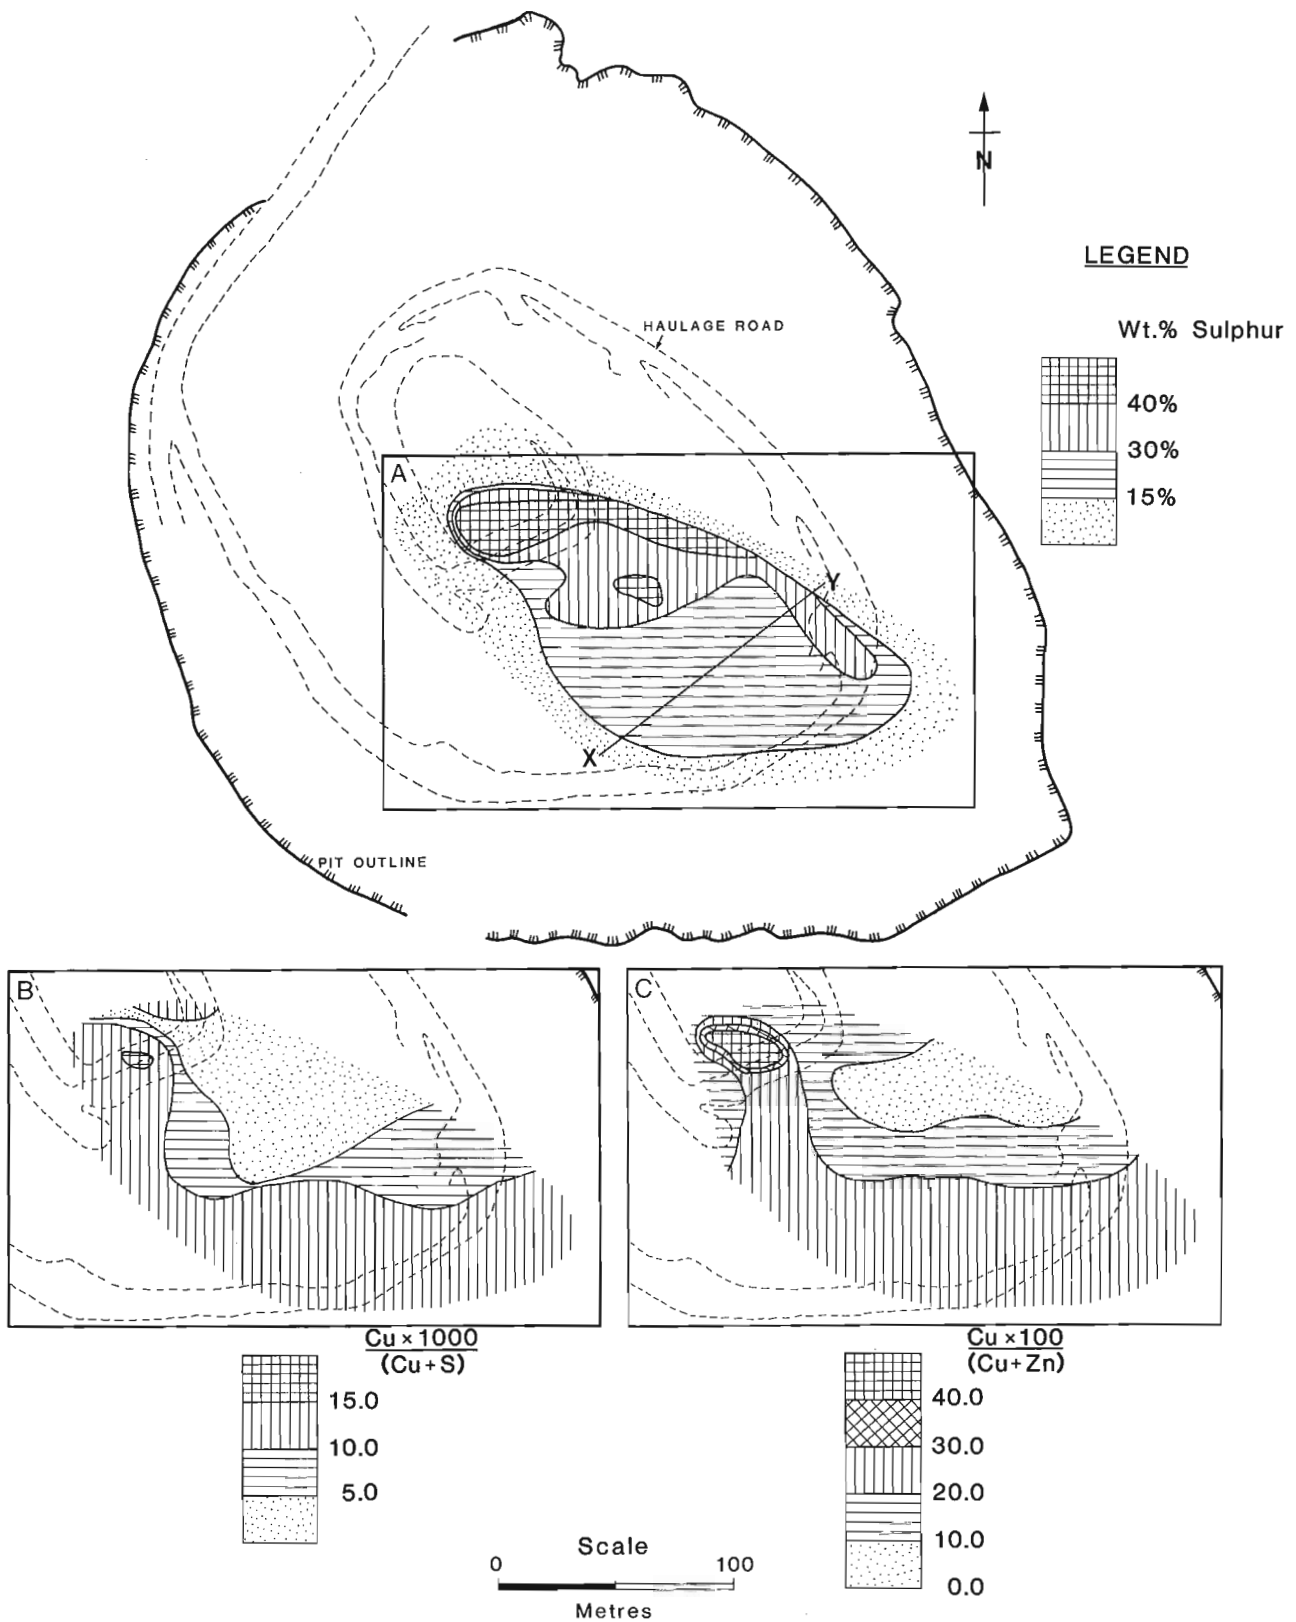 N
LEGEND
Wt.% Sulphur
40%
30%
15%
HAULAGE ROAD
A
Y
X
PIT OUTLINE
B
C
Cu × 1000
(Cu + S)
15.0
10.0
5.0
Cu × 100
(Cu + Zn)
40.0
30.0
20.0
10.0
0.0
Scale
0 100
Metres